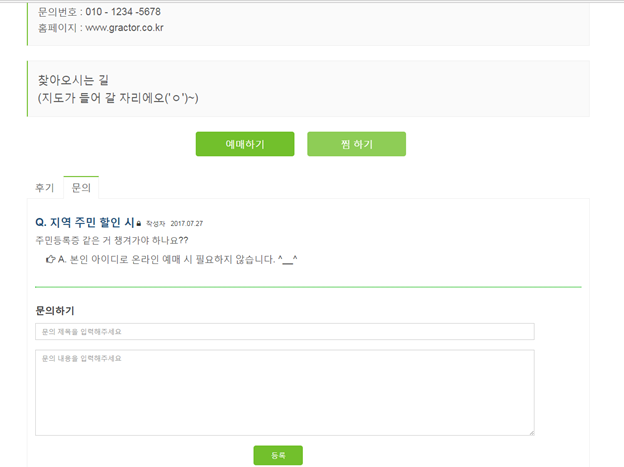 문의번호 : 010 - 1234 -5678
홈페이지 : www.gractor.co.kr
찾아오시는 길
(지도가 들어 갈 자리에요('ㅇ')~)
예매하기
찜 하기
후기
문의
Q. 지역 주민 할인 시 작성자 2017.07.27
주민등록증 같은 거 챙겨가야 하나요??
A. 본인 아이디로 온라인 예매 시 필요하지 않습니다. ^__^
문의하기
문의 제목을 입력해주세요
문의 내용을 입력해주세요
등록